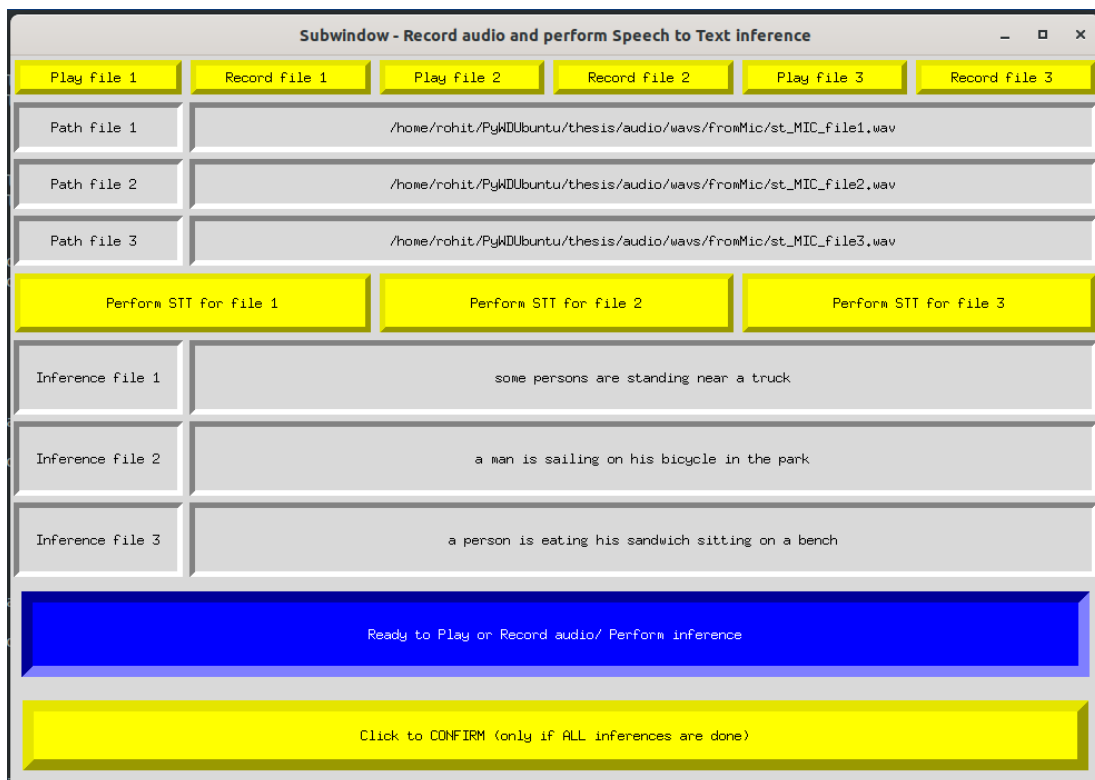 Subwindow - Record audio and perform Speech to Text inference
Play file 1 Record file 1 Play file 2 Record file 2 Play file 3 Record file 3
Path file 1 /home/rohit/PyWDUbuntu/thesis/audio/wavs/fromMic/st_MIC_file1.wav
Path file 2 /home/rohit/PyWDUbuntu/thesis/audio/wavs/fromMic/st_MIC_file2.wav
Path file 3 /home/rohit/PyWDUbuntu/thesis/audio/wavs/fromMic/st_MIC_file3.wav
Perform STT for file 1 Perform STT for file 2 Perform STT for file 3
Inference file 1 some persons are standing near a truck
Inference file 2 a man is sailing on his bicycle in the park
Inference file 3 a person is eating his sandwich sitting on a bench
Ready to Play or Record audio/ Perform inference
Click to CONFIRM (only if ALL inferences are done)